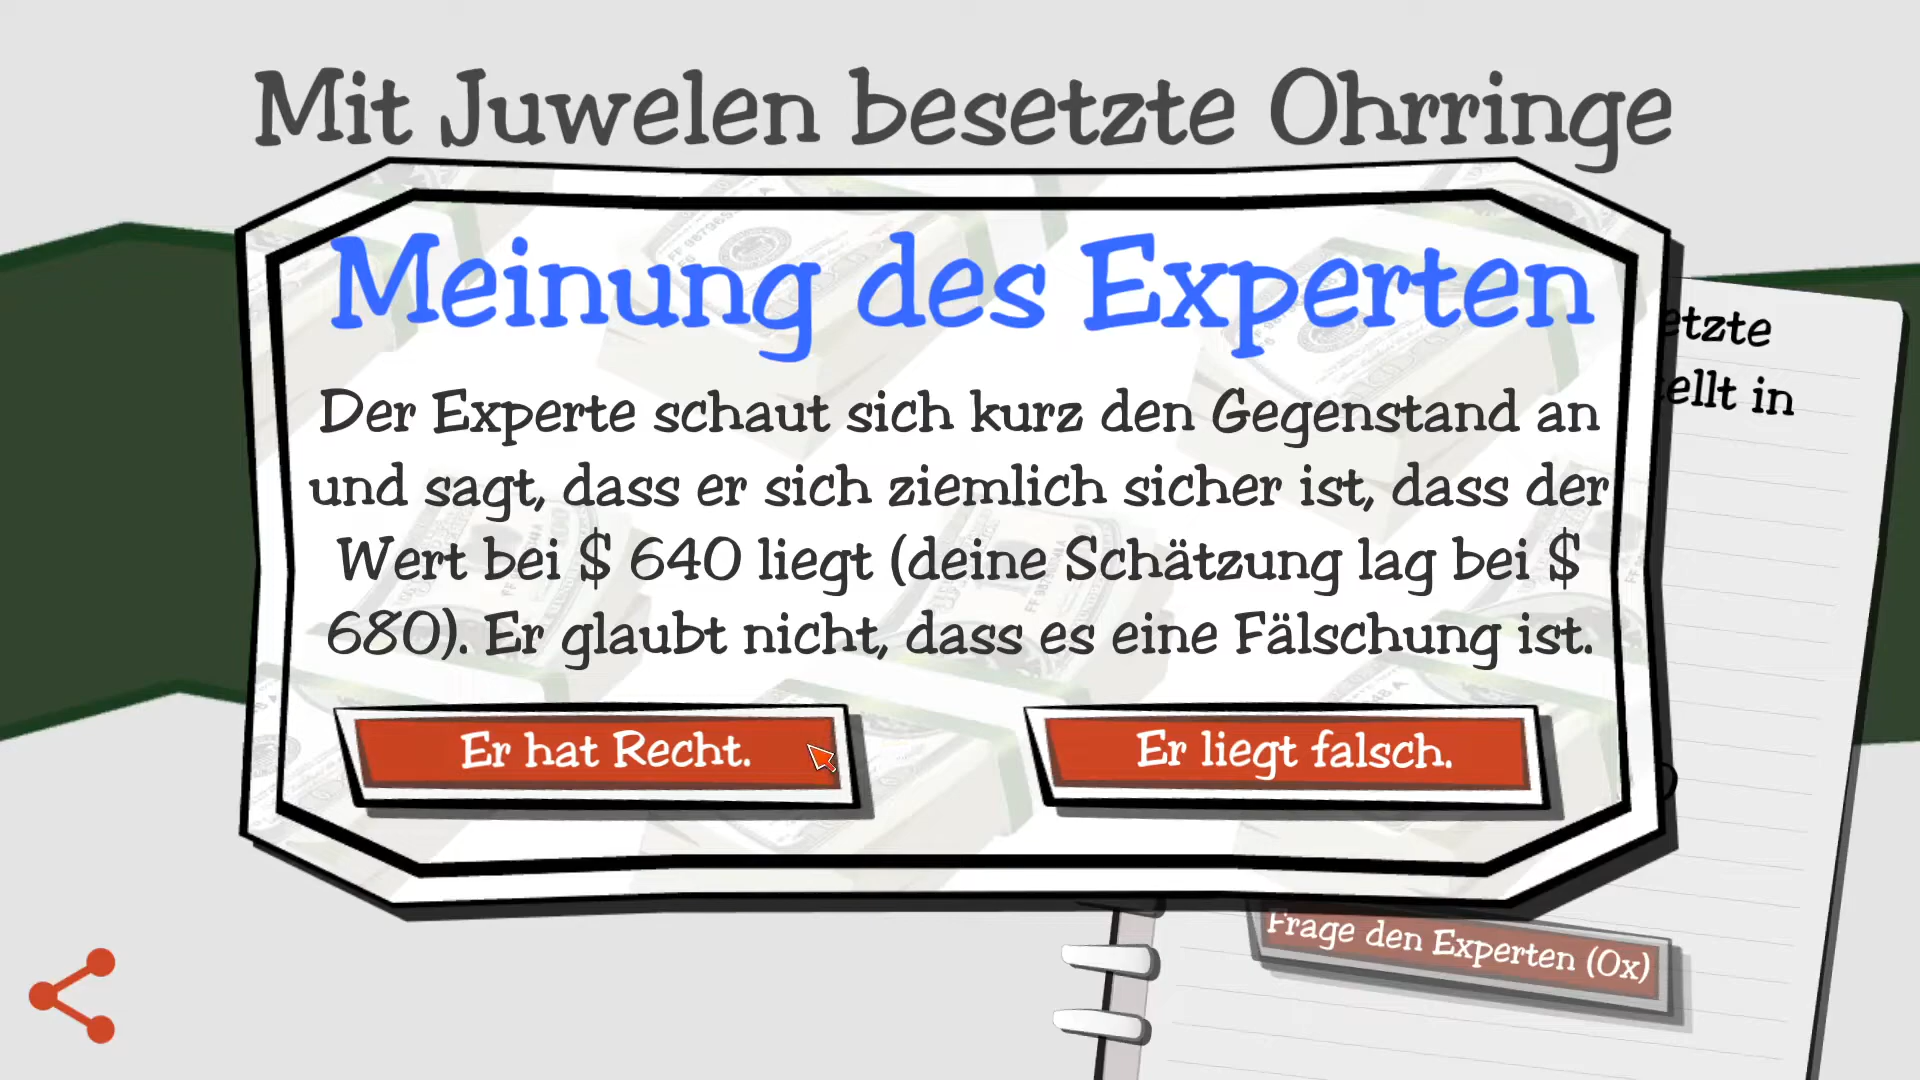 Mit Juwelen besetzte Ohrringe
Meinung des Experten
Der Experte schaut sich kurz den Gegenstand an
und sagt, dass er sich ziemlich sicher ist, dass der
Wert bei $ 640 liegt (deine Schätzung lag bei $
680). Er glaubt nicht, dass es eine Fälschung ist.
Er hat Recht.
Er liegt falsch.
etzte
ellt in
Frage den Experten (0x)